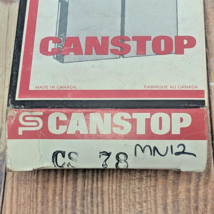 CANSTOP
MADE IN CANADA FABRIQUE AU CANADA
CANSTOP
CS 78 MN12